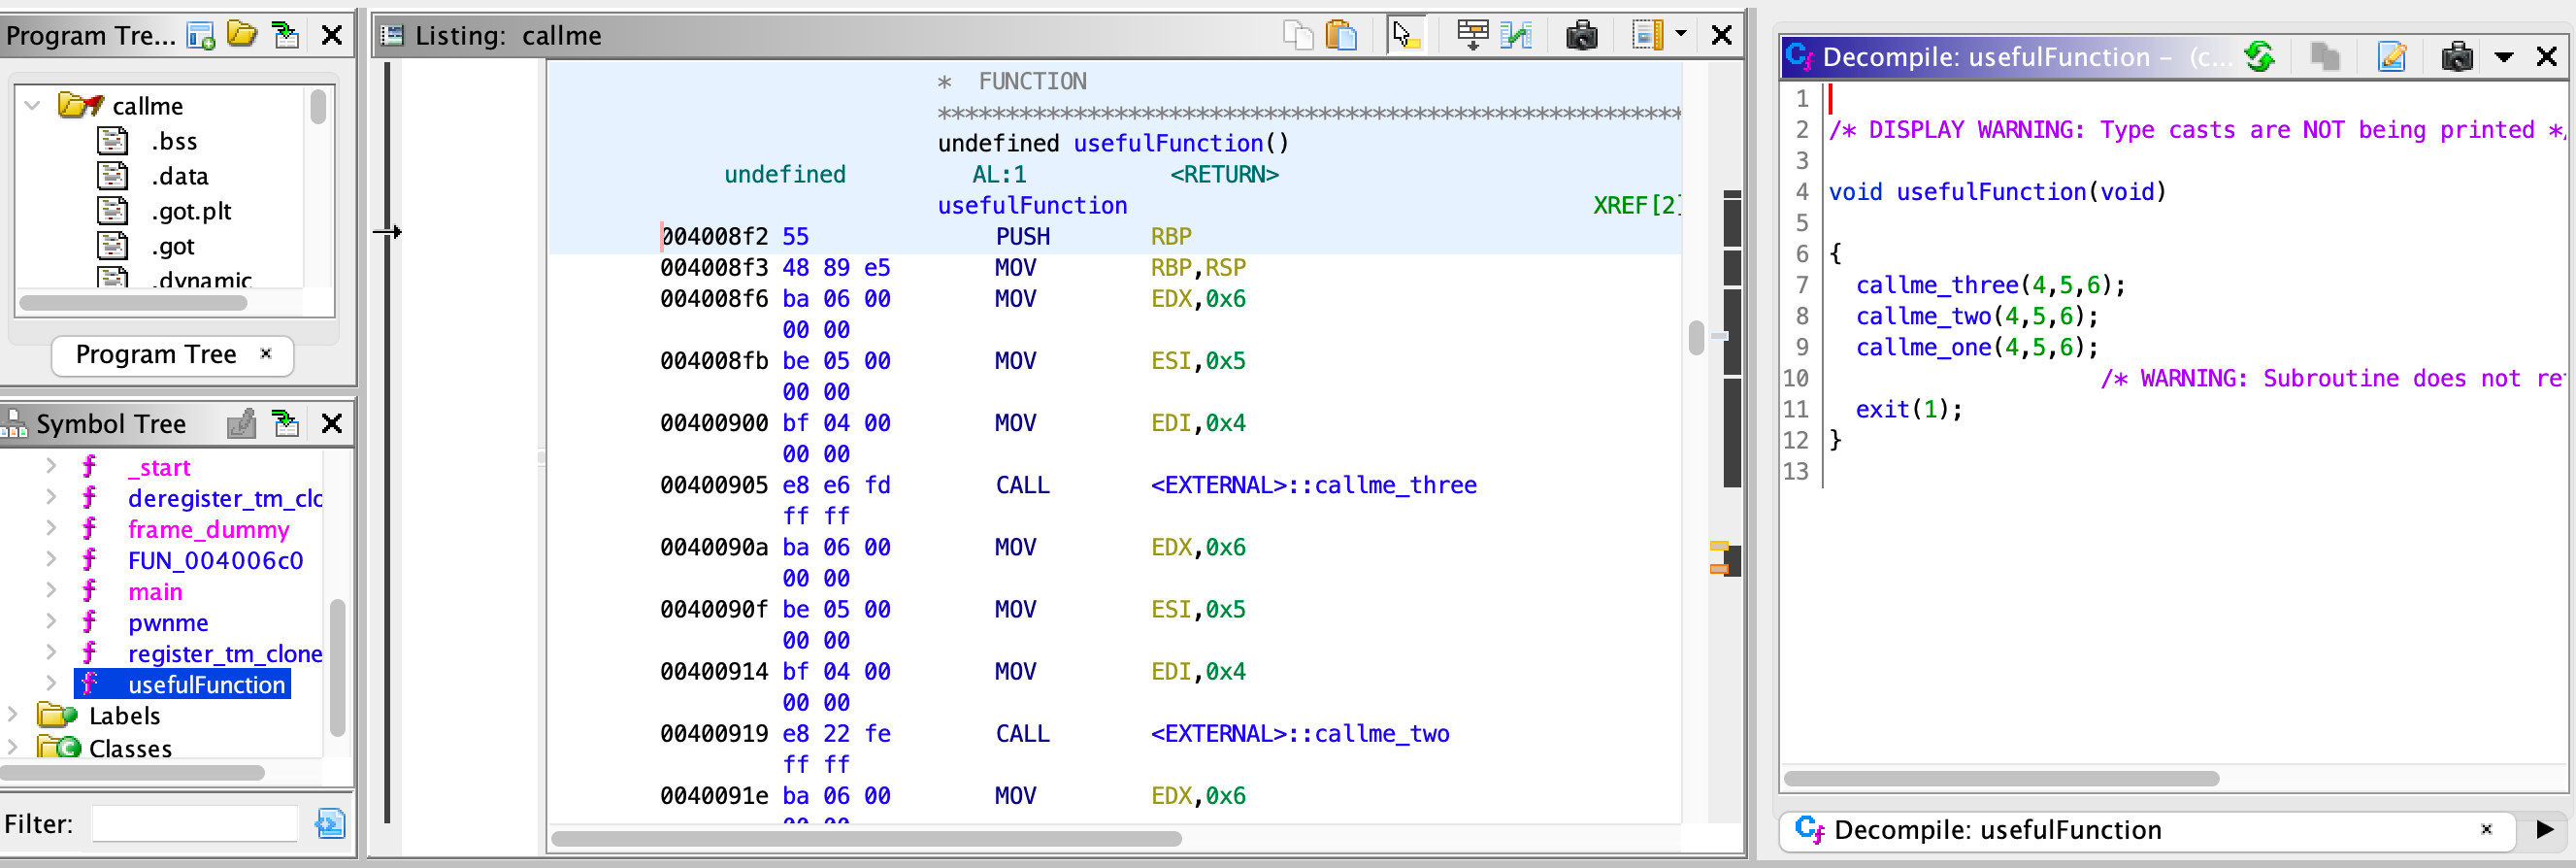 Program Tre...
callme
.bss
.data
.got.plt
.got
.dynamic
Program Tree ×
Symbol Tree
_start
deregister_tm_clo
frame_dummy
FUN_004006c0
main
pwnme
register_tm_clone
usefulFunction
Labels
Classes
Filter:
Listing: callme
* FUNCTION
*******************************************************
undefined usefulFunction()
undefined AL:1 <RETURN>
usefulFunction XREF[2]
004008f2 55 PUSH RBP
004008f3 48 89 e5 MOV RBP,RSP
004008f6 ba 06 00 MOV EDX,0x6
00 00
004008fb be 05 00 MOV ESI,0x5
00 00
00400900 bf 04 00 MOV EDI,0x4
00 00
00400905 e8 e6 fd CALL <EXTERNAL>::callme_three
ff ff
0040090a ba 06 00 MOV EDX,0x6
00 00
0040090f be 05 00 MOV ESI,0x5
00 00
00400914 bf 04 00 MOV EDI,0x4
00 00
00400919 e8 22 fe CALL <EXTERNAL>::callme_two
ff ff
0040091e ba 06 00 MOV EDX,0x6
00 00
Decompile: usefulFunction – (c...
1
2 /* DISPLAY WARNING: Type casts are NOT being printed *
3
4 void usefulFunction(void)
5
6 {
7 callme_three(4,5,6);
8 callme_two(4,5,6);
9 callme_one(4,5,6);
10 /* WARNING: Subroutine does not re
11 exit(1);
12 }
13
Decompile: usefulFunction ×